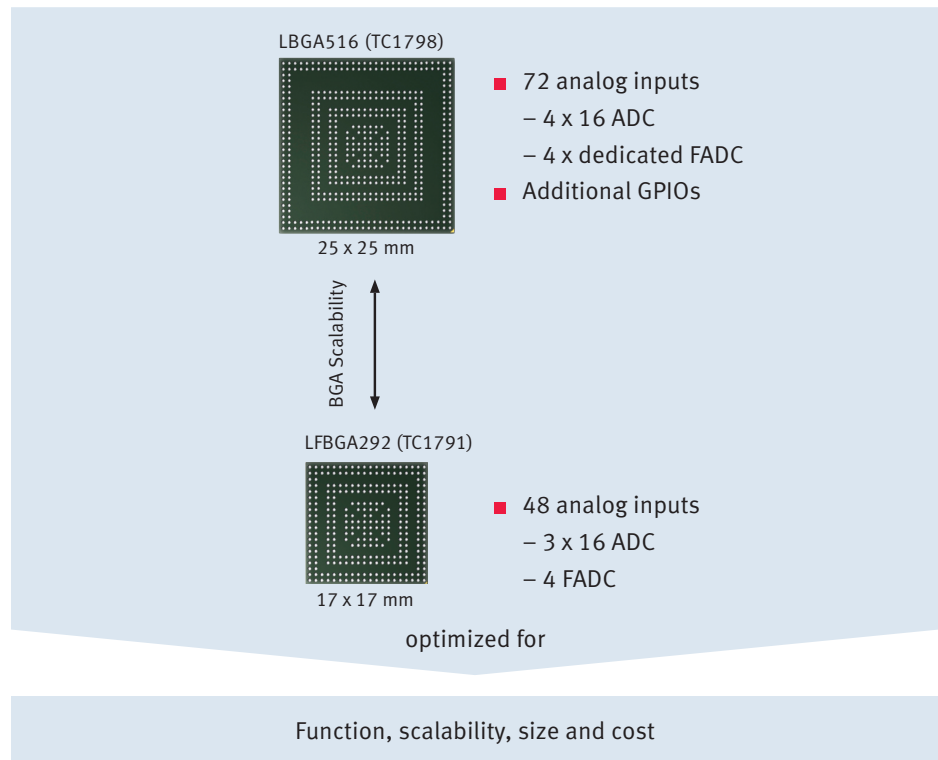 LBGA516 (TC1798)
72 analog inputs
– 4 x 16 ADC
– 4 x dedicated FADC
Additional GPIOs
25 x 25 mm
BGA Scalability
LFBGA292 (TC1791)
48 analog inputs
– 3 x 16 ADC
– 4 FADC
17 x 17 mm
optimized for
Function, scalability, size and cost